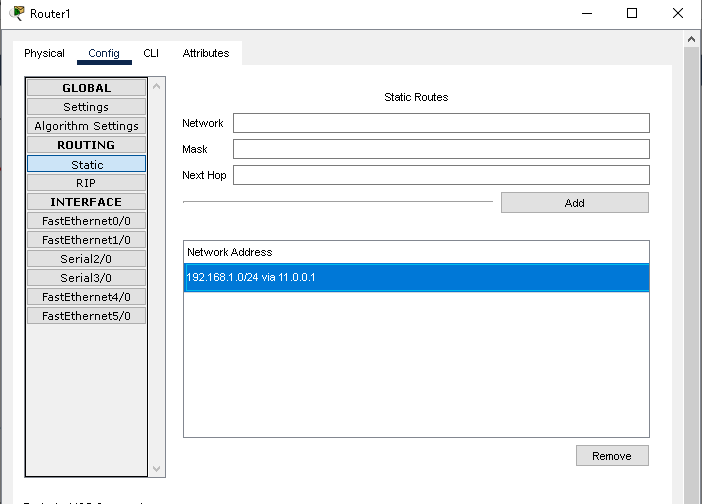 Router1
Physical Config CLI Attributes
GLOBAL
Settings
Algorithm Settings
ROUTING
Static
RIP
INTERFACE
FastEthernet0/0
FastEthernet1/0
Serial2/0
Serial3/0
FastEthernet4/0
FastEthernet5/0
Static Routes
Network
Mask
Next Hop
Add
Network Address
192.168.1.0/24 via 11.0.0.1
Remove